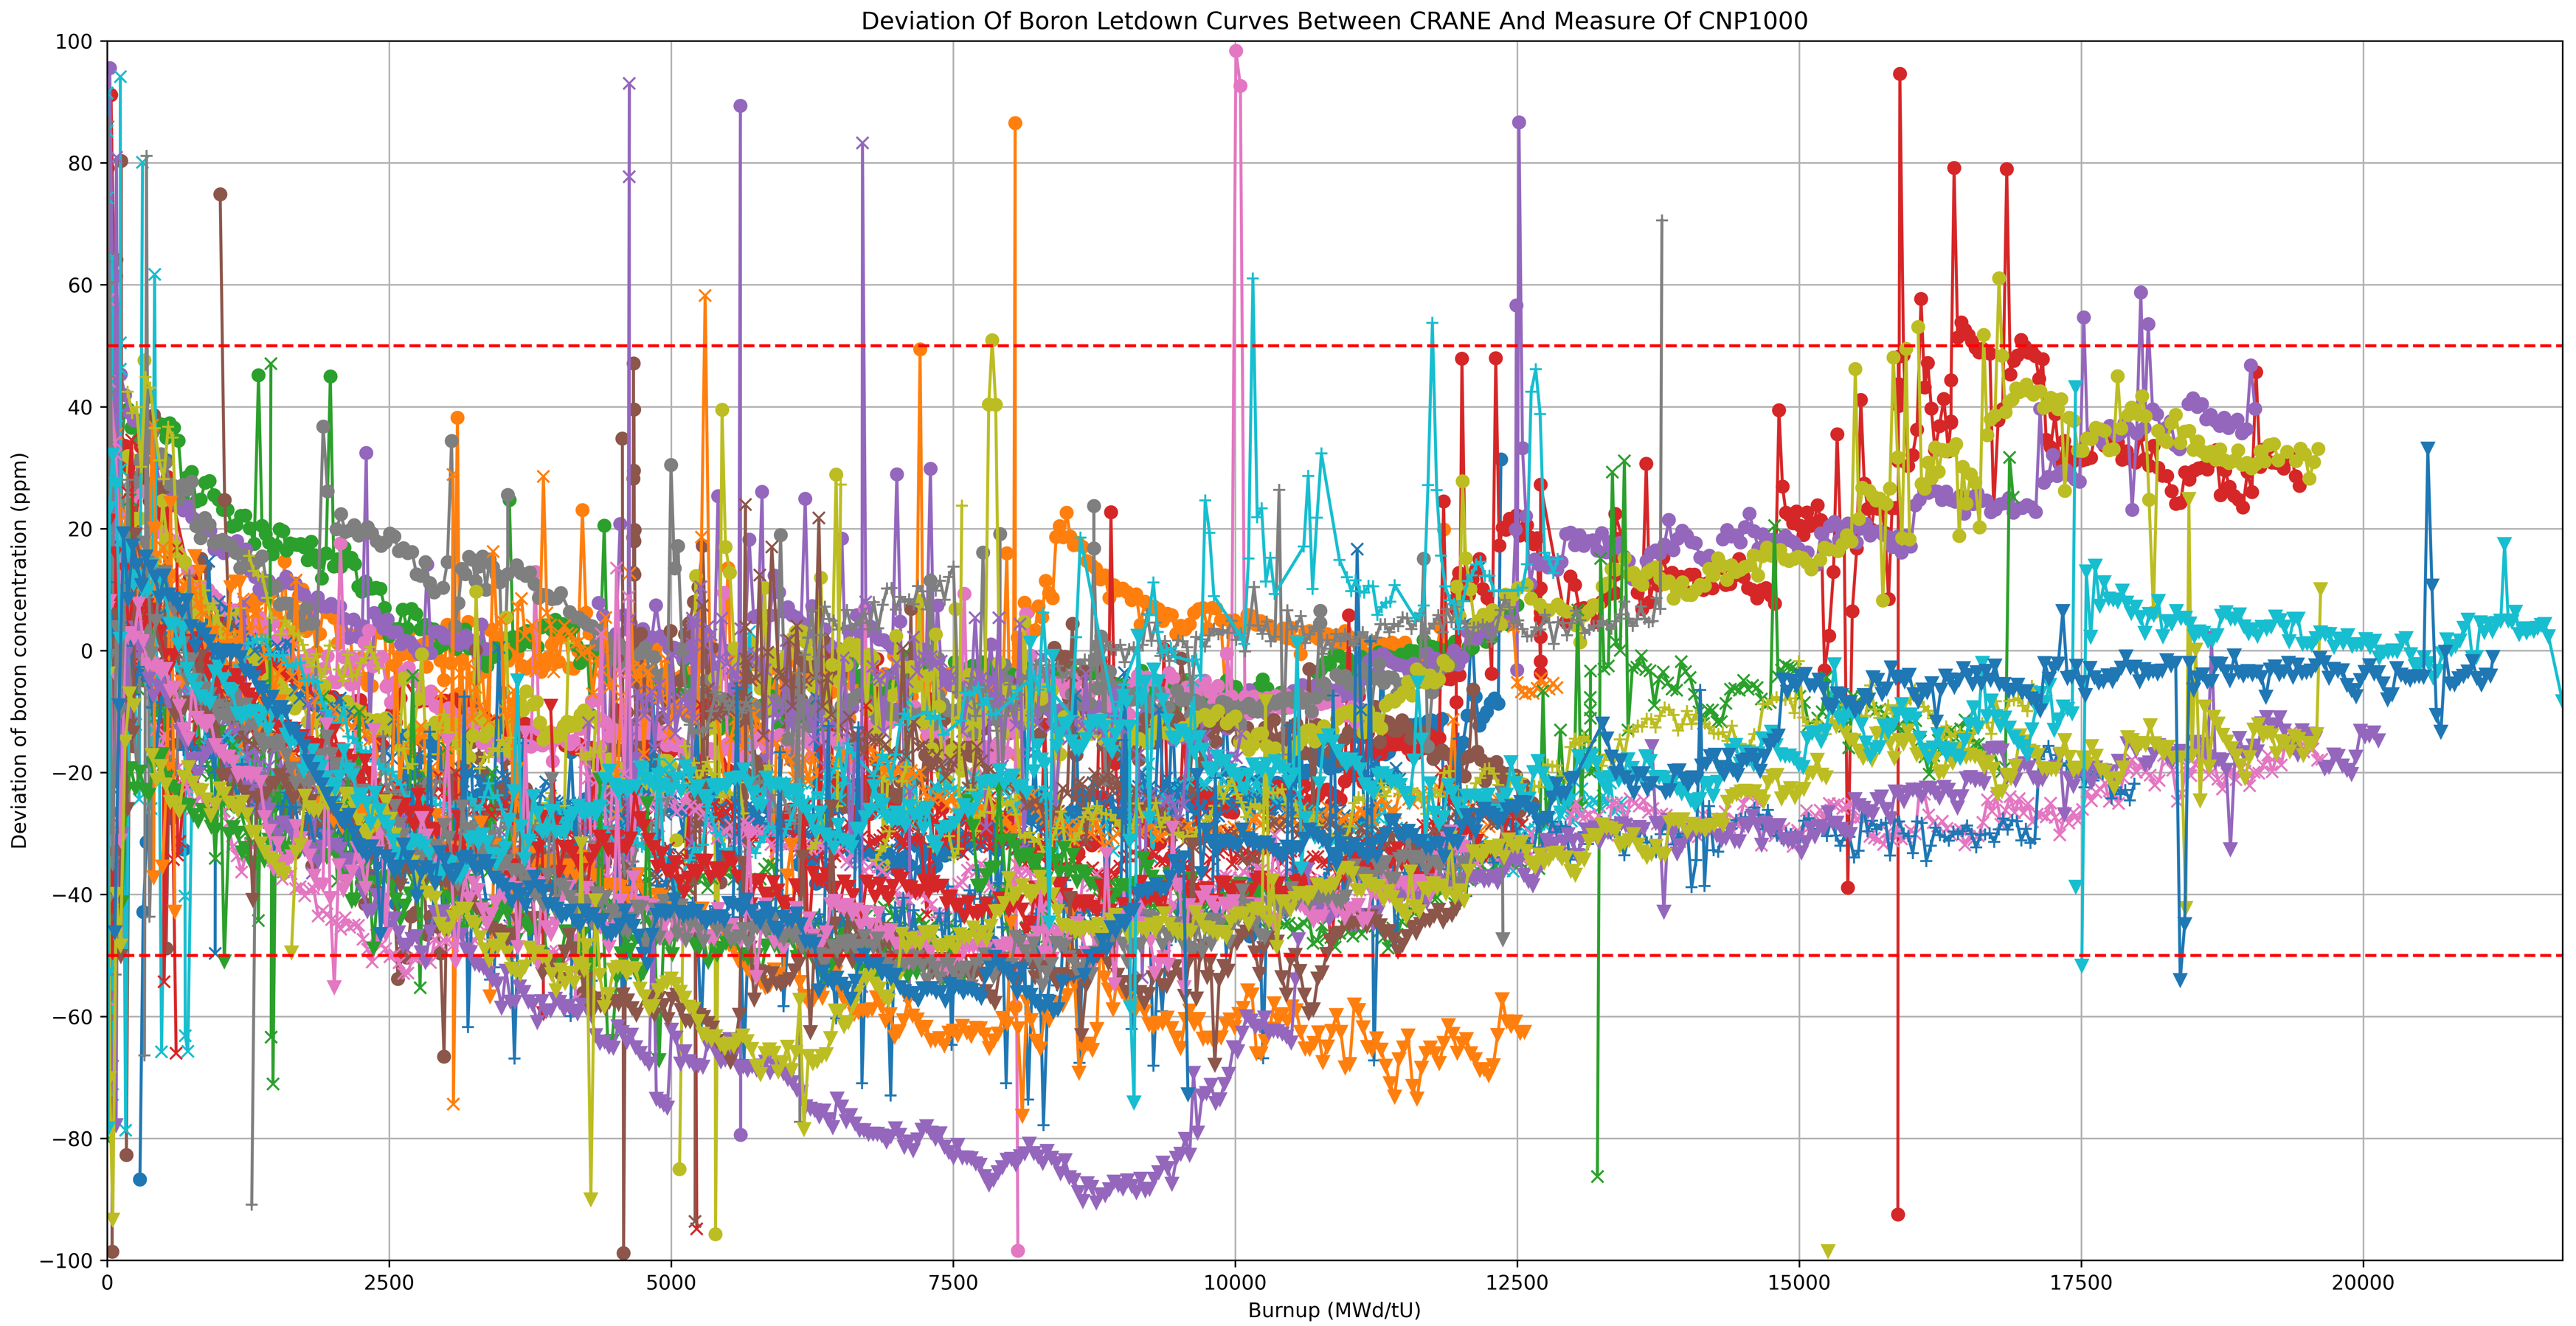 Deviation Of Boron Letdown Curves Between CRANE And Measure Of CNP1000
Deviation of boron concentration (ppm)
100
80
60
40
20
0
−20
−40
−60
−80
−100
0 2500 5000 7500 10000 12500 15000 17500 20000
Burnup (MWd/tU)